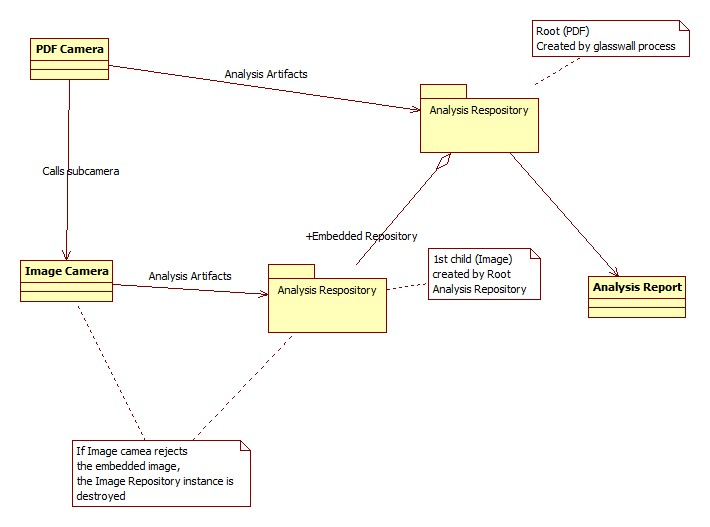 Root (PDF)
Created by glasswall process
PDF Camera
Analysis Artifacts
Analysis Respository
Calls subcamera
+Embedded Repository
1st child (Image)
created by Root
Analysis Repository
Image Camera
Analysis Artifacts
Analysis Respository
Analysis Report
If Image camea rejects
the embedded image,
the Image Repository instance is
destroyed